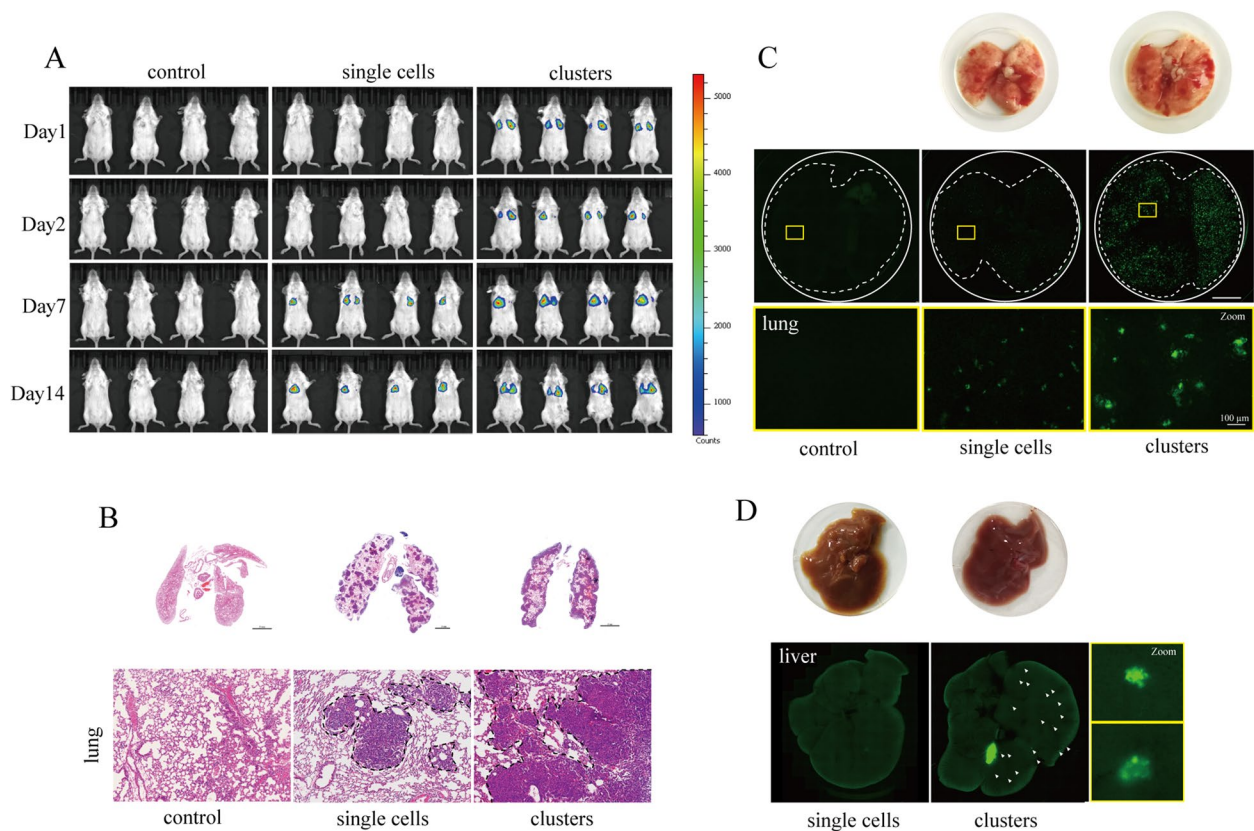 A
control
single cells
clusters
Day1
Day2
Day7
Day14
5000
4000
3000
2000
1000
Counts
B
lung
control
single cells
clusters
C
lung
Zoom
100 µm
control
single cells
clusters
D
liver
Zoom
single cells
clusters